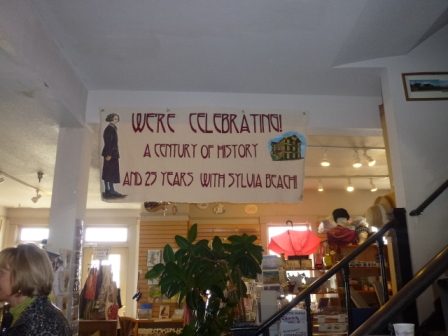 WE'RE CELEBRATING!
A CENTURY OF HISTORY
AND 25 YEARS WITH SYLVIA BEACH!